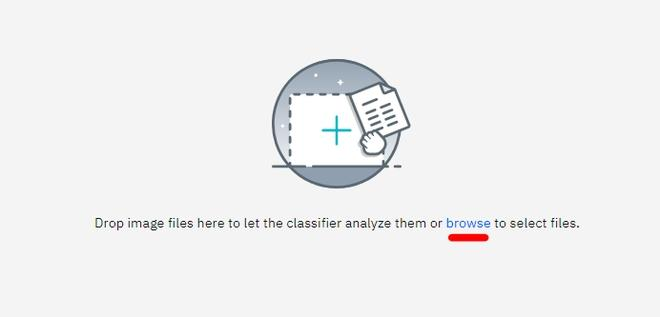 Drop image files here to let the classifier analyze them or browse to select files.